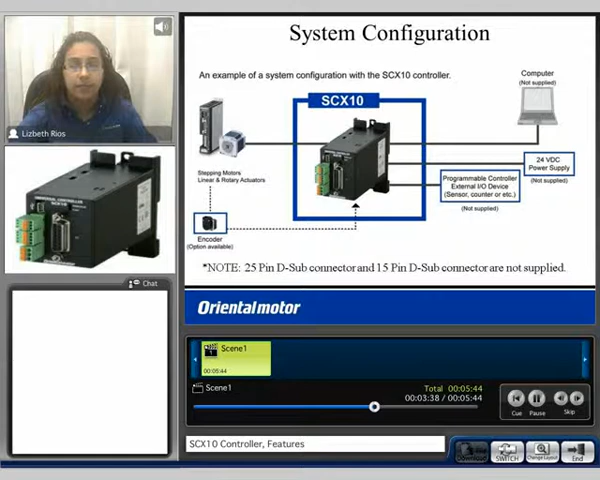 Lizbeth Rios
Chat
System Configuration
An example of a system configuration with the SCX10 controller.
SCX10
Computer
(Not supplied)
24 VDC
Power Supply
(Not supplied)
Programmable Controller
External I/O Device
(Sensor, counter or etc.)
(Not supplied)
Stepping Motors
Linear & Rotary Actuators
Encoder
(Option available)
*NOTE: 25 Pin D-Sub connector and 15 Pin D-Sub connector are not supplied.
Orientalmotor
Scene1
00:05:44
Scene1
Total 00:05:44
00:03:38 / 00:05:44
Cue
Pause
Skip
SCX10 Controller, Features
Download
SWITCH
Change Layout
End